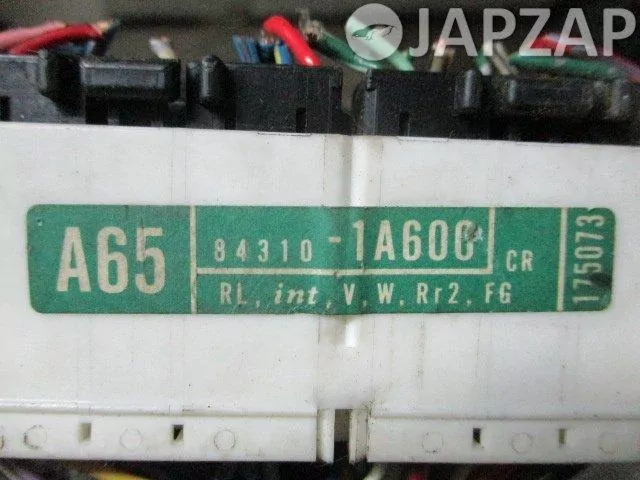 JAPZAP
A65
84310-1A600
CR
RL, int, V, W, Rr2, FG
175073